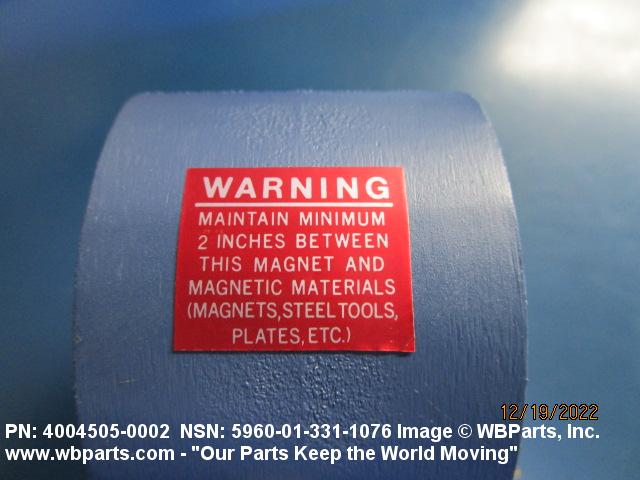 WARNING
MAINTAIN MINIMUM
2 INCHES BETWEEN
THIS MAGNET AND
MAGNETIC MATERIALS
(MAGNETS, STEEL TOOLS,
PLATES, ETC.)
12/19/2022
PN: 4004505-0002 NSN: 5960-01-331-1076 Image © WBParts, Inc.
www.wbparts.com - "Our Parts Keep the World Moving"